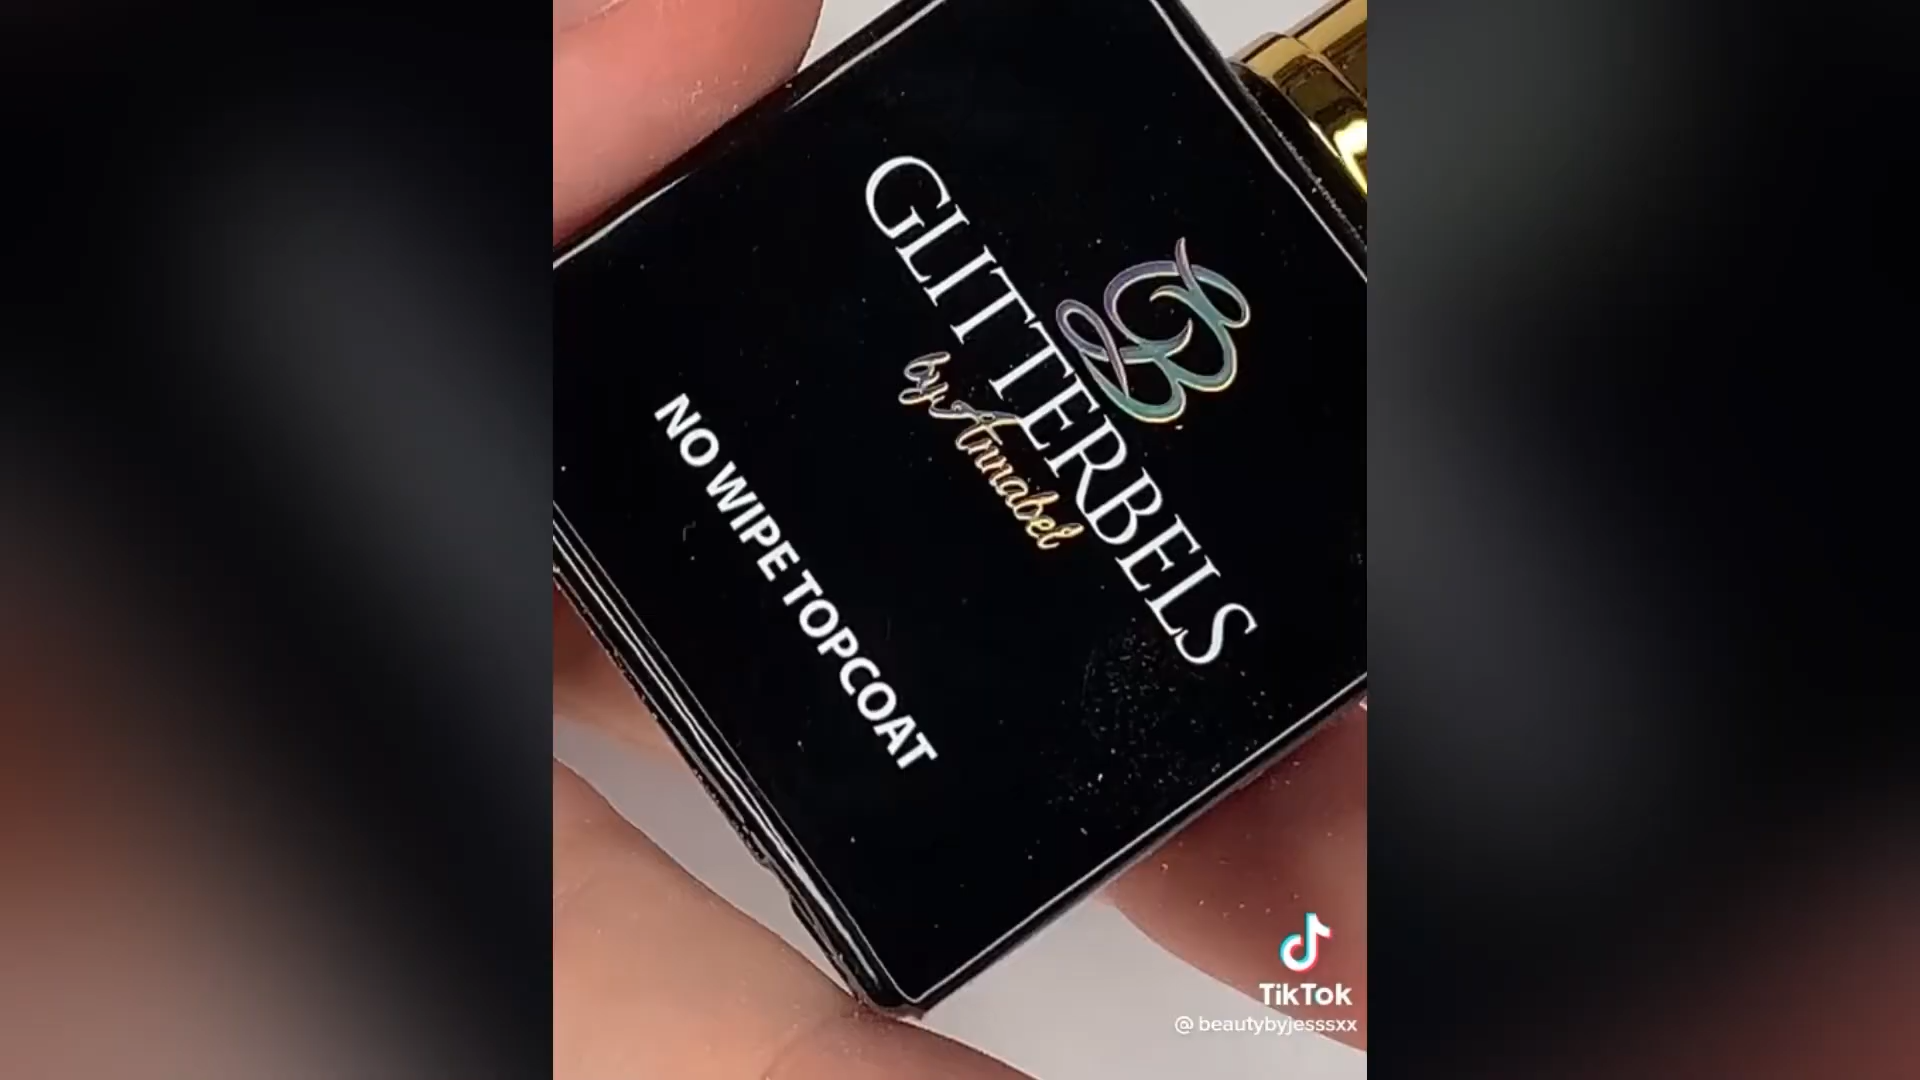 GLITTERBELS
by Annabel
NO WIPE TOPCOAT
TikTok
@beautybyjesssxx